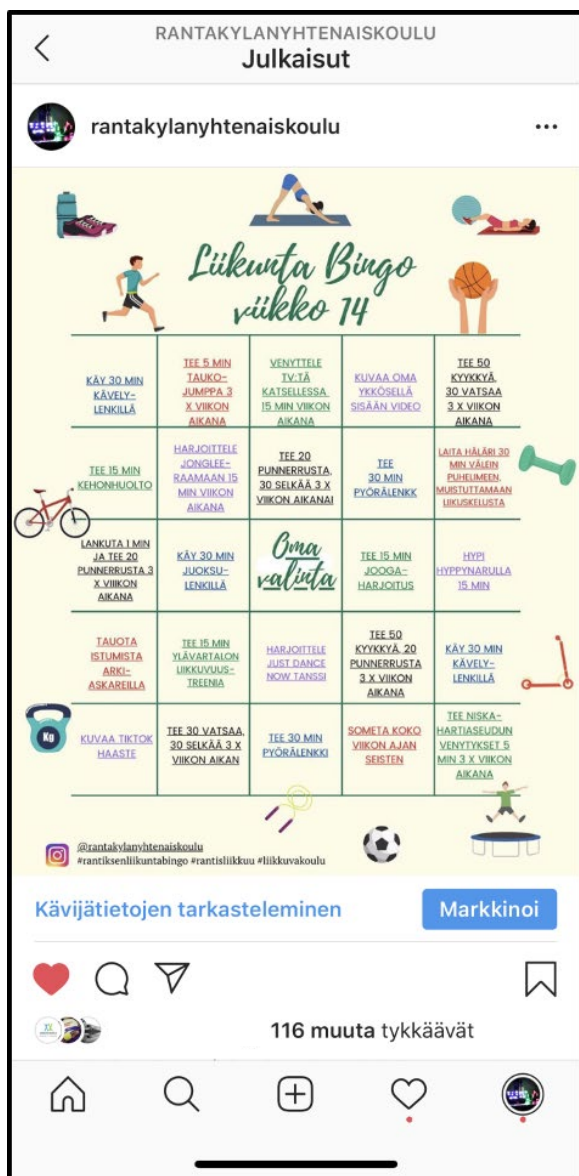 RANTAKYLANYHTENAISKOULU
Julkaisut
rantakylanyhtenaiskoulu
Liikunta Bingo
viikko 14
KÄY 30 MIN
KÄVELY-
LENKILLÄ
TEE 5 MIN
TAUKO-
JUMPPA 3
X VIIKON
AIKANA
VENYTTELE
TV:TÄ
KATSELLESSA
15 MIN VIIKON
AIKANA
KUVAA OMA
YKKÖSELLÄ
SISÄÄN VIDEO
TEE 50
KYYKKYÄ,
30 VATSAA
3 X VIIKON
AIKANA
TEE 15 MIN
KEHONHUOLTO
HARJOITTELE
JONGLEE-
RAAMAAN 15
MIN VIIKON
AIKANA
TEE 20
PUNNERRUSTA,
30 SELKÄÄ 3 X
VIIKON AIKANAI
TEE
30 MIN
PYÖRÄLENKK
LAITA HÄLÄRI 30
MIN VÄLEIN
PUHELIMEEN,
MUISTUTTAMAAN
LIIKUSKELUSTA
LANKUTA 1 MIN
JA TEE 20
PUNNERRUSTA 3
X VIIKON
AIKANA
KÄY 30 MIN
JUOKSU-
LENKILLÄ
Oma
valinta
TEE 15 MIN
JOOGA-
HARJOITUS
HYPI
HYPPYNARULLA
15 MIN
TAUOTA
ISTUMISTA
ARKI-
ASKAREILLA
TEE 15 MIN
YLÄVARTALON
LIIKUVUUS-
TREENIA
HARJOITTELE
JUST DANCE
NOW TANSSI
TEE 50
KYYKKYÄ, 20
PUNNERRUSTA
3 X VIIKON
AIKANA
KÄY 30 MIN
KÄVELY-
LENKILLÄ
KUVAA TIKTOK
HAASTE
TEE 30 VATSAA,
30 SELKÄÄ 3 X
VIIKON AIKAN
TEE 30 MIN
PYÖRÄLENKKI
SOMETA KOKO
VIIKON AJAN
SEISTEN
TEE NISKA-
HARTIASEUDUN
VENYTYKSET 5
MIN 3 X VIIKON
AIKANA
Kg
@rantakylanyhtenaiskoulu
#rantiksenliikuntabingo #rantisliikkuu #liikkuvakoulu
Kävijätietojen tarkasteleminen
Markkinoi
116 muuta tykkäävät